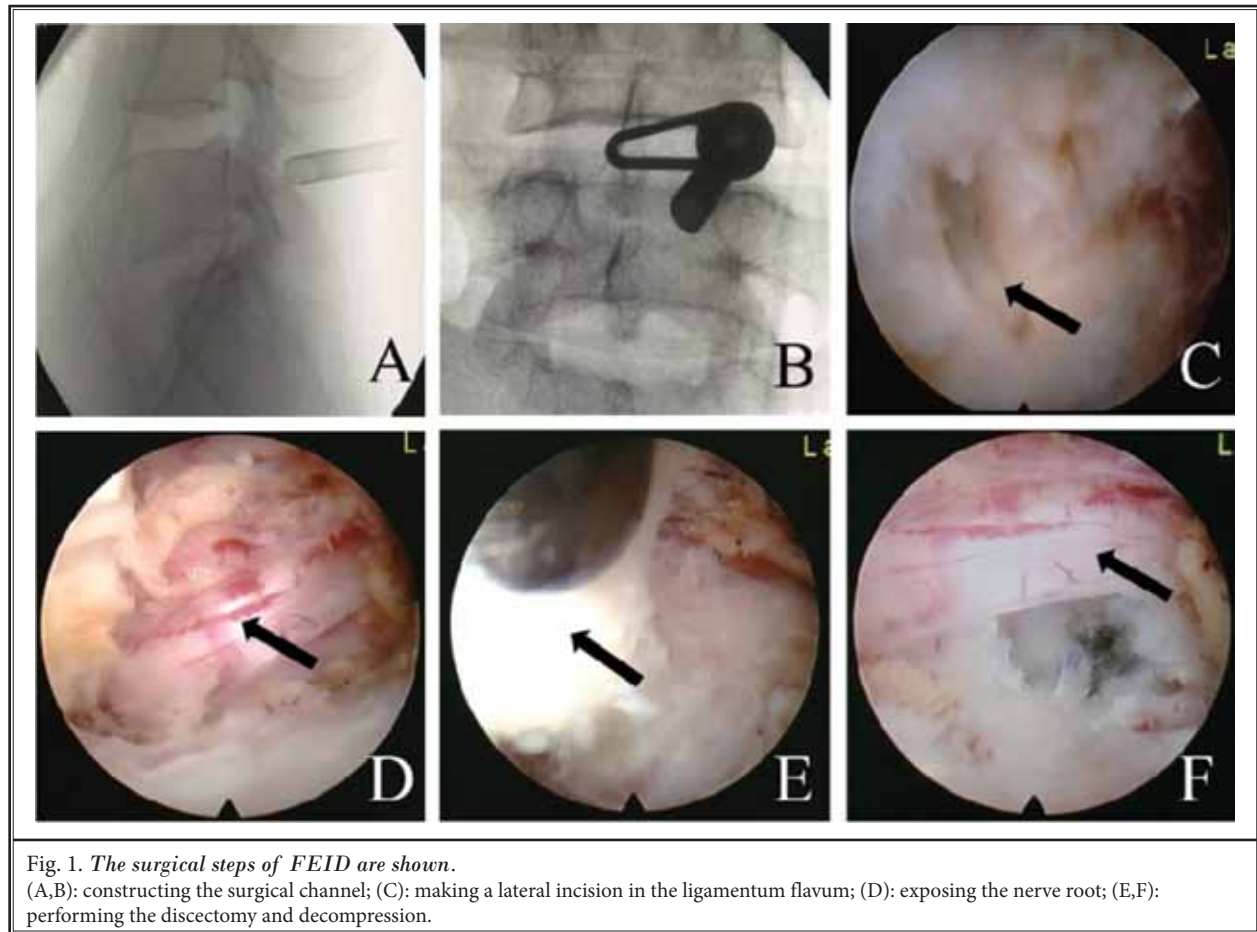 La
A
B
C
L
La
L
D
E
F
Fig. 1. The surgical steps of FEID are shown.
(A,B): constructing the surgical channel; (C): making a lateral incision in the ligamentum flavum; (D): exposing the nerve root; (E,F):
performing the discectomy and decompression.